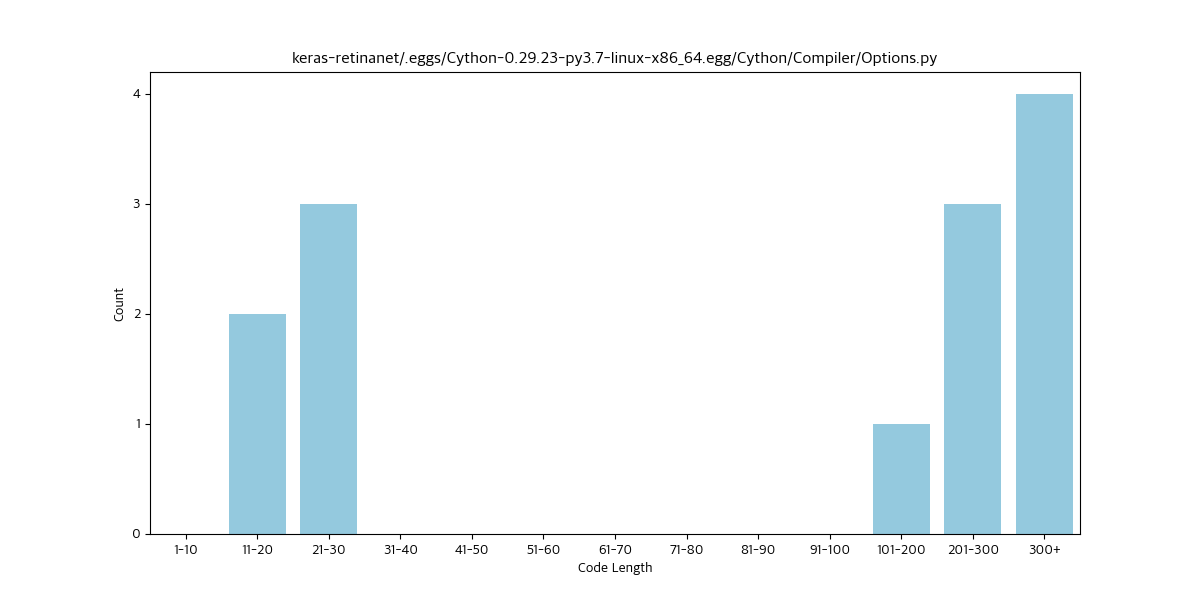 keras-retinanet/.eggs/Cython-0.29.23-py3.7-linux-x86_64.egg/Cython/Compiler/Options.py
4
3
2
1
0
Count
1-10 11-20 21-30 31-40 41-50 51-60 61-70 71-80 81-90 91-100 101-200 201-300 300+
Code Length